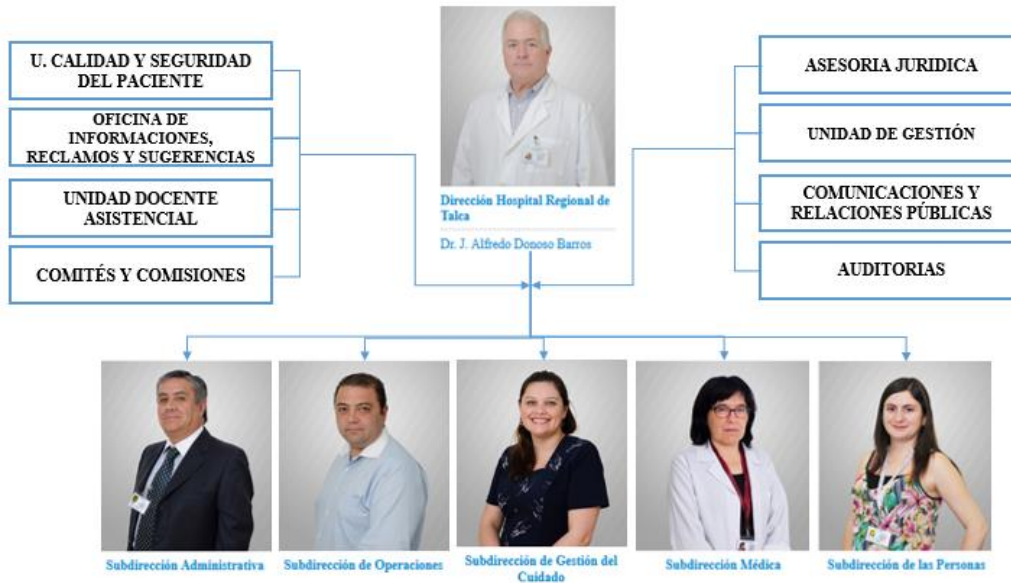 U. CALIDAD Y SEGURIDAD
DEL PACIENTE
OFICINA DE
INFORMACIONES,
RECLAMOS Y SUGERENCIAS
UNIDAD DOCENTE
ASISTENCIAL
COMITÉS Y COMISIONES
Dirección Hospital Regional de
Talca
Dr. J. Alfredo Donoso Barros
ASESORIA JURIDICA
UNIDAD DE GESTIÓN
COMUNICACIONES Y
RELACIONES PÚBLICAS
AUDITORIAS
Subdirección Administrativa
Subdirección de Operaciones
Subdirección de Gestión del
Cuidado
Subdirección Médica
Subdirección de las Personas